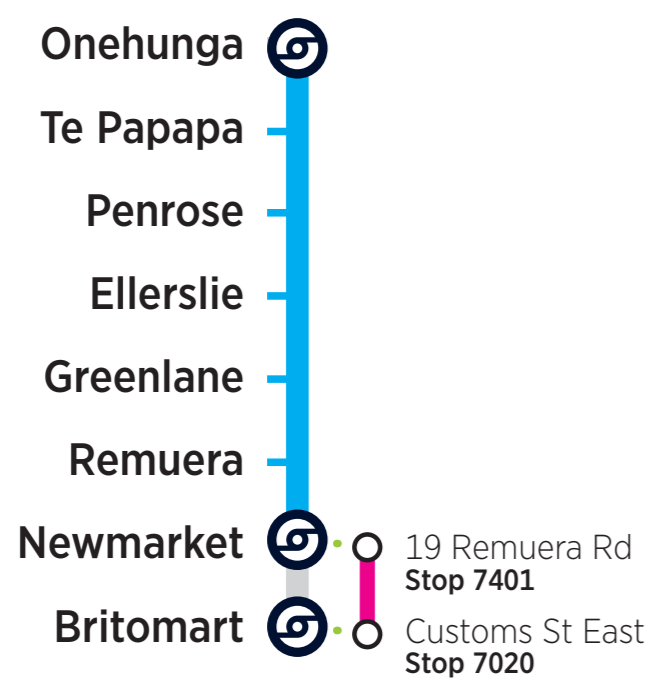 Onehunga
Te Papapa
Penrose
Ellerslie
Greenlane
Remuera
Newmarket
19 Remuera Rd
Stop 7401
Britomart
Customs St East
Stop 7020